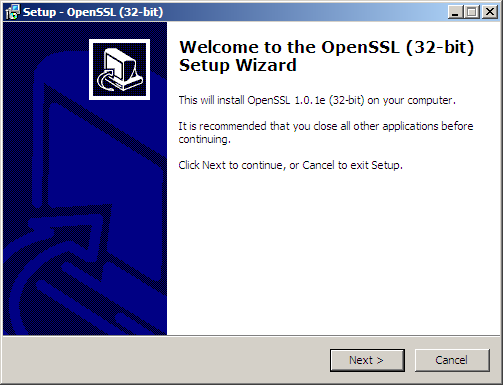 Setup - OpenSSL (32-bit)
Welcome to the OpenSSL (32-bit)
Setup Wizard
This will install OpenSSL 1.0.1e (32-bit) on your computer.
It is recommended that you close all other applications before
continuing.
Click Next to continue, or Cancel to exit Setup.
Next >
Cancel